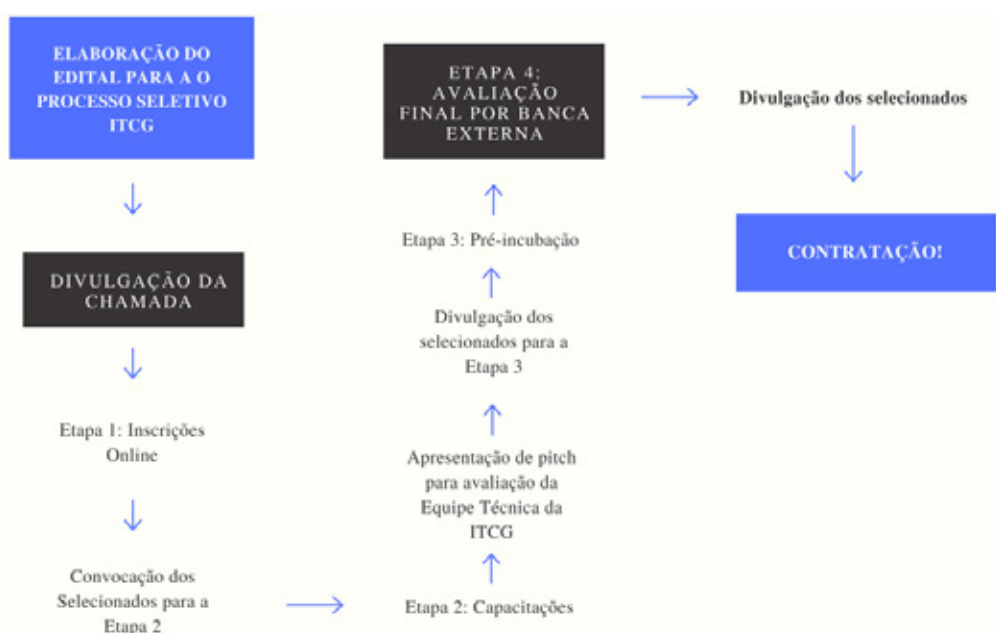 ELABORAÇÃO DO
EDITAL PARA A O
PROCESSO SELETIVO
ITCG
DIVULGAÇÃO DA
CHAMADA
Etapa 1: Inscrições
Online
Convocação dos
Selecionados para a
Etapa 2
Etapa 2: Capacitações
Apresentação de pitch
para avaliação da
Equipe Técnica da
ITCG
Divulgação dos
selecionados para a
Etapa 3
Etapa 3: Pré-incubação
ETAPA 4:
AVALIAÇÃO
FINAL POR BANCA
EXTERNA
Divulgação dos selecionados
CONTRATAÇÃO!